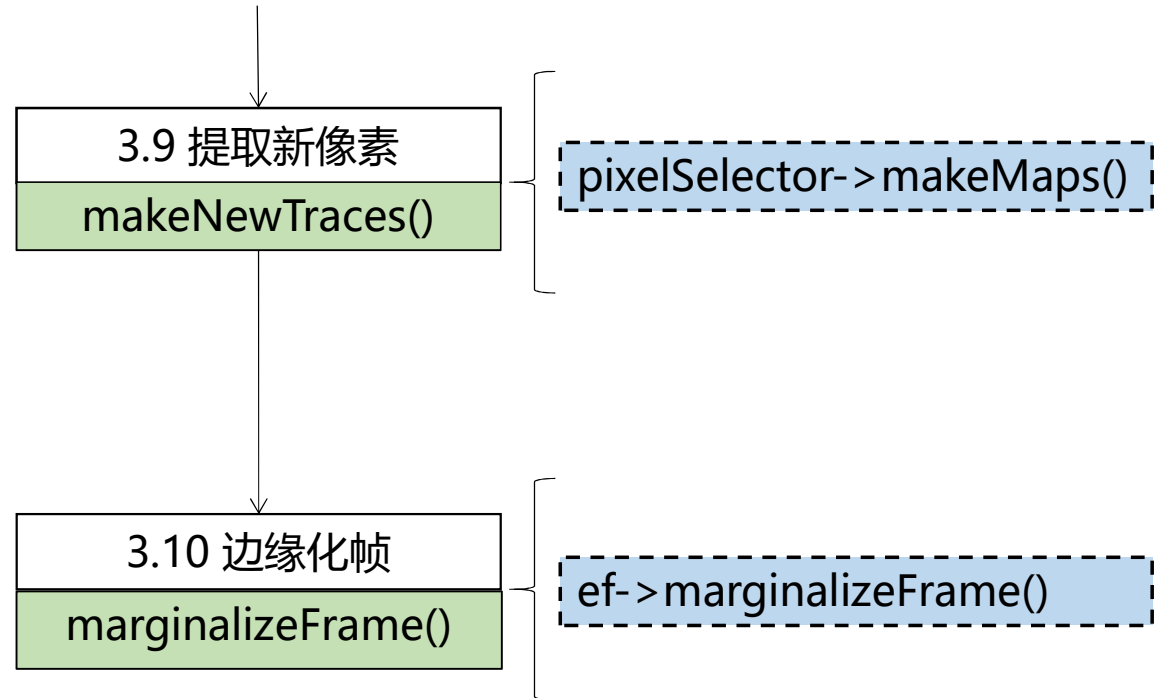 3.9 提取新像素
makeNewTraces()
pixelSelector->makeMaps()
3.10 边缘化帧
marginalizeFrame()
ef->marginalizeFrame()